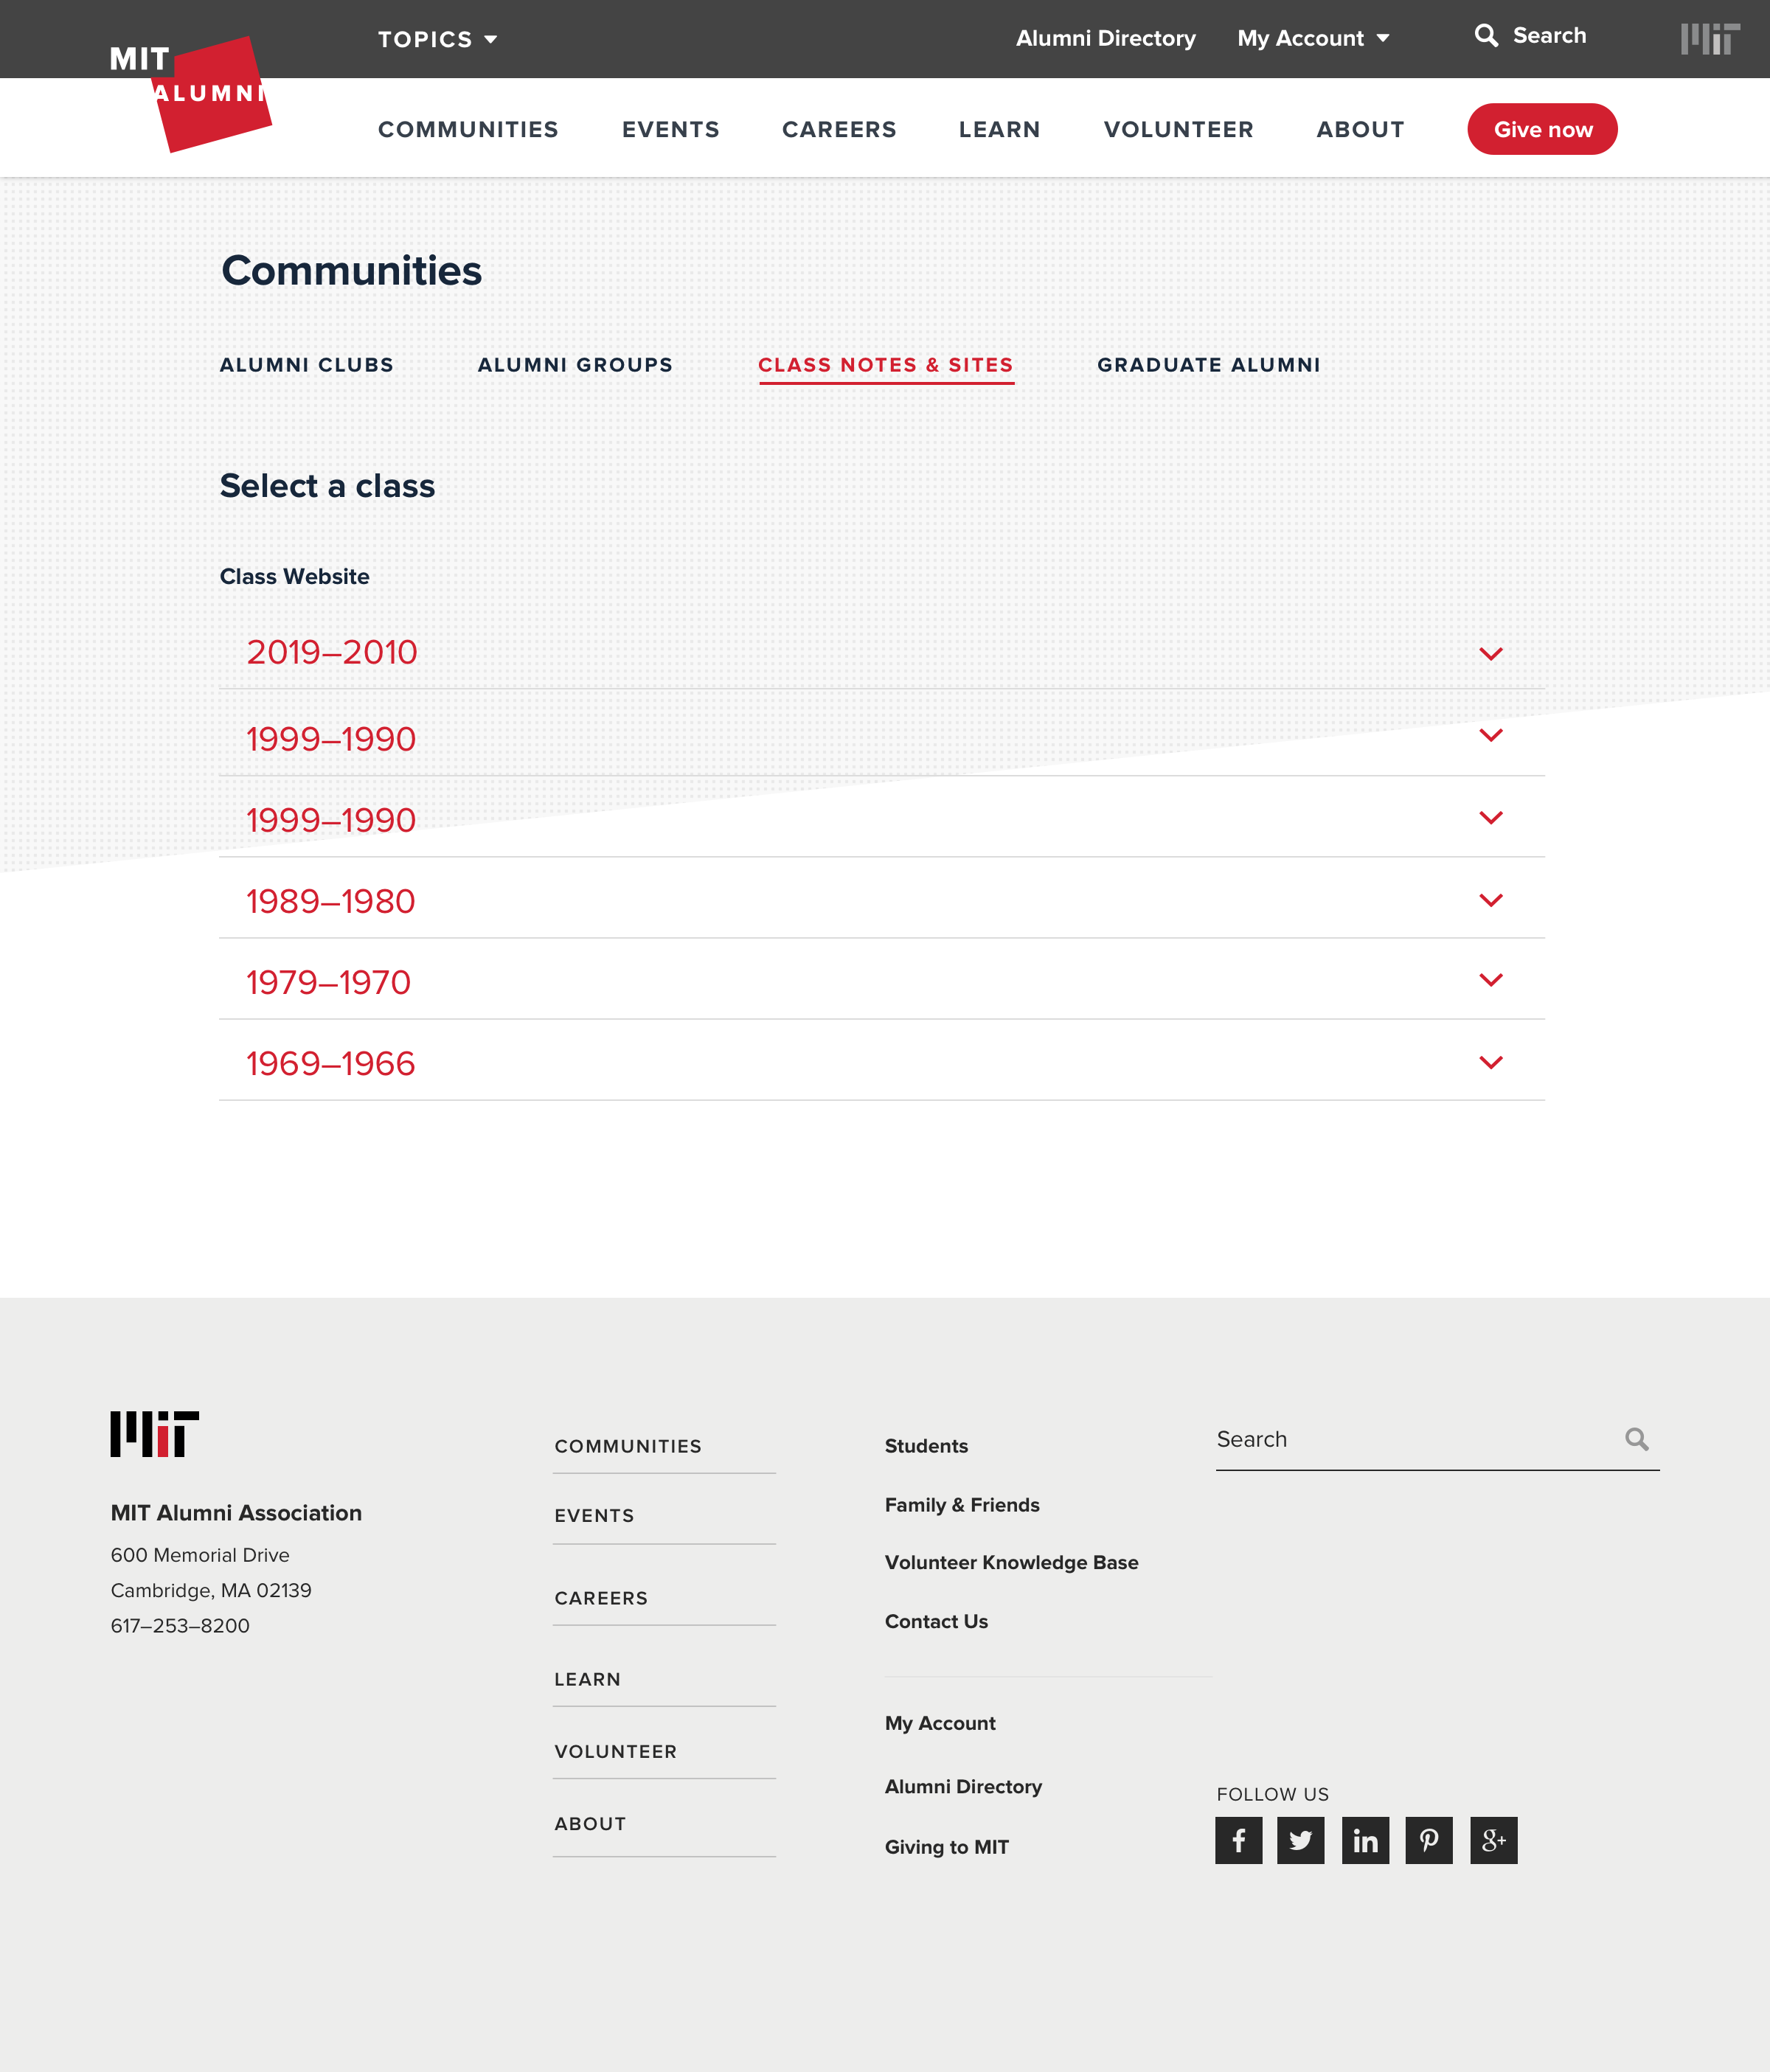 MIT
ALUMNI
TOPICS
Alumni Directory
My Account
Search
MIT
COMMUNITIES
EVENTS
CAREERS
LEARN
VOLUNTEER
ABOUT
Give now
Communities
ALUMNI CLUBS
ALUMNI GROUPS
CLASS NOTES & SITES
GRADUATE ALUMNI
Select a class
Class Website
2019–2010
1999–1990
1999–1990
1989–1980
1979–1970
1969–1966
MIT
MIT Alumni Association
600 Memorial Drive
Cambridge, MA 02139
617–253–8200
COMMUNITIES
EVENTS
CAREERS
LEARN
VOLUNTEER
ABOUT
Students
Family & Friends
Volunteer Knowledge Base
Contact Us
My Account
Alumni Directory
Giving to MIT
Search
FOLLOW US
f
in
g+